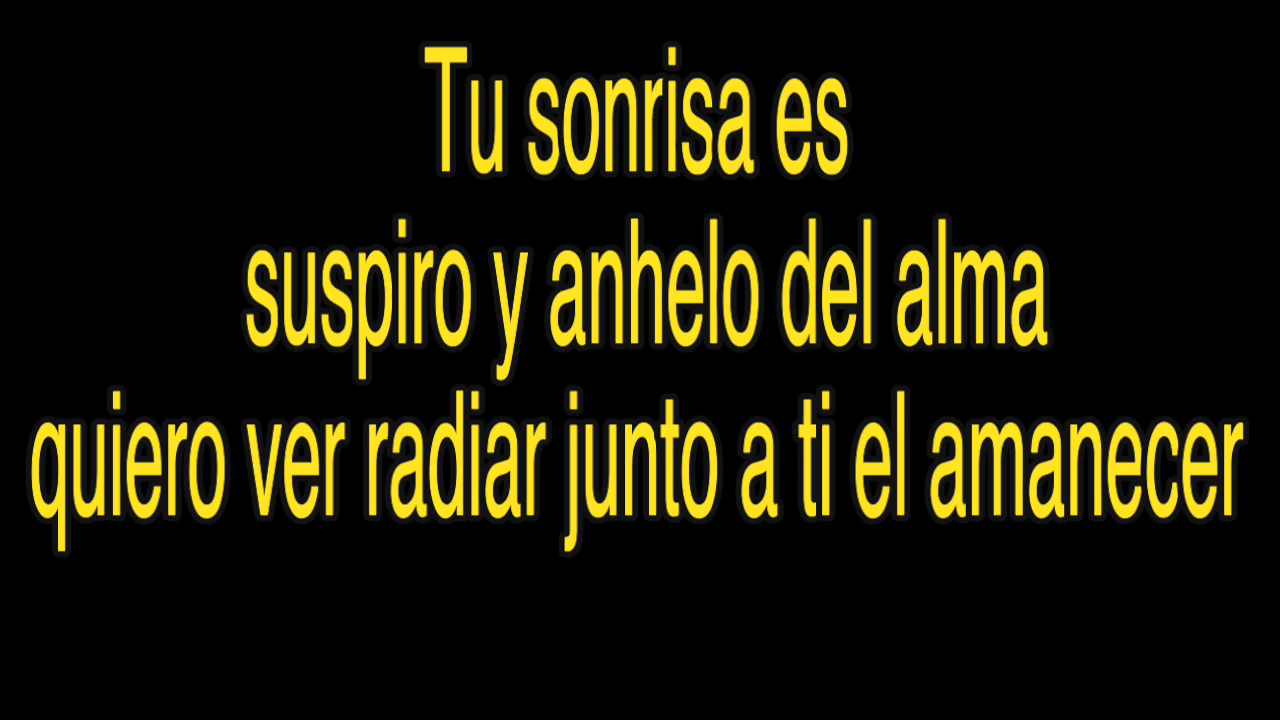 Tu sonrisa es
suspiro y anhelo del alma
quiero ver radiar junto a ti el amanecer